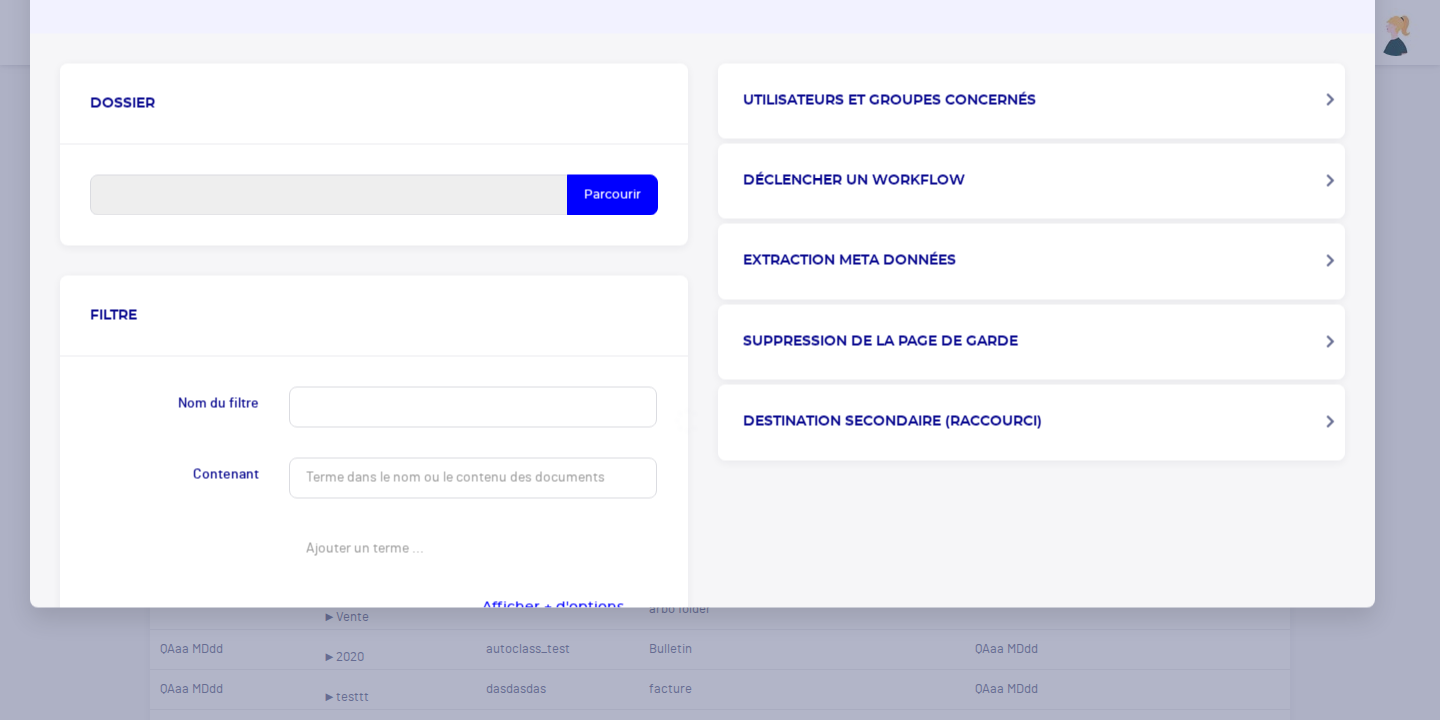 DOSSIER
Parcourir
FILTRE
Nom du filtre
Contenant
Terme dans le nom ou le contenu des documents
Ajouter un terme ...
Afficher + d'options
UTILISATEURS ET GROUPES CONCERNÉS
DÉCLENCHER UN WORKFLOW
EXTRACTION META DONNÉES
SUPPRESSION DE LA PAGE DE GARDE
DESTINATION SECONDAIRE (RACCOURCI)
► Vente arbo folder
QAaa MDdd ► 2020 autoclass_test Bulletin QAaa MDdd
QAaa MDdd ► testtt dasdasdas facture QAaa MDdd